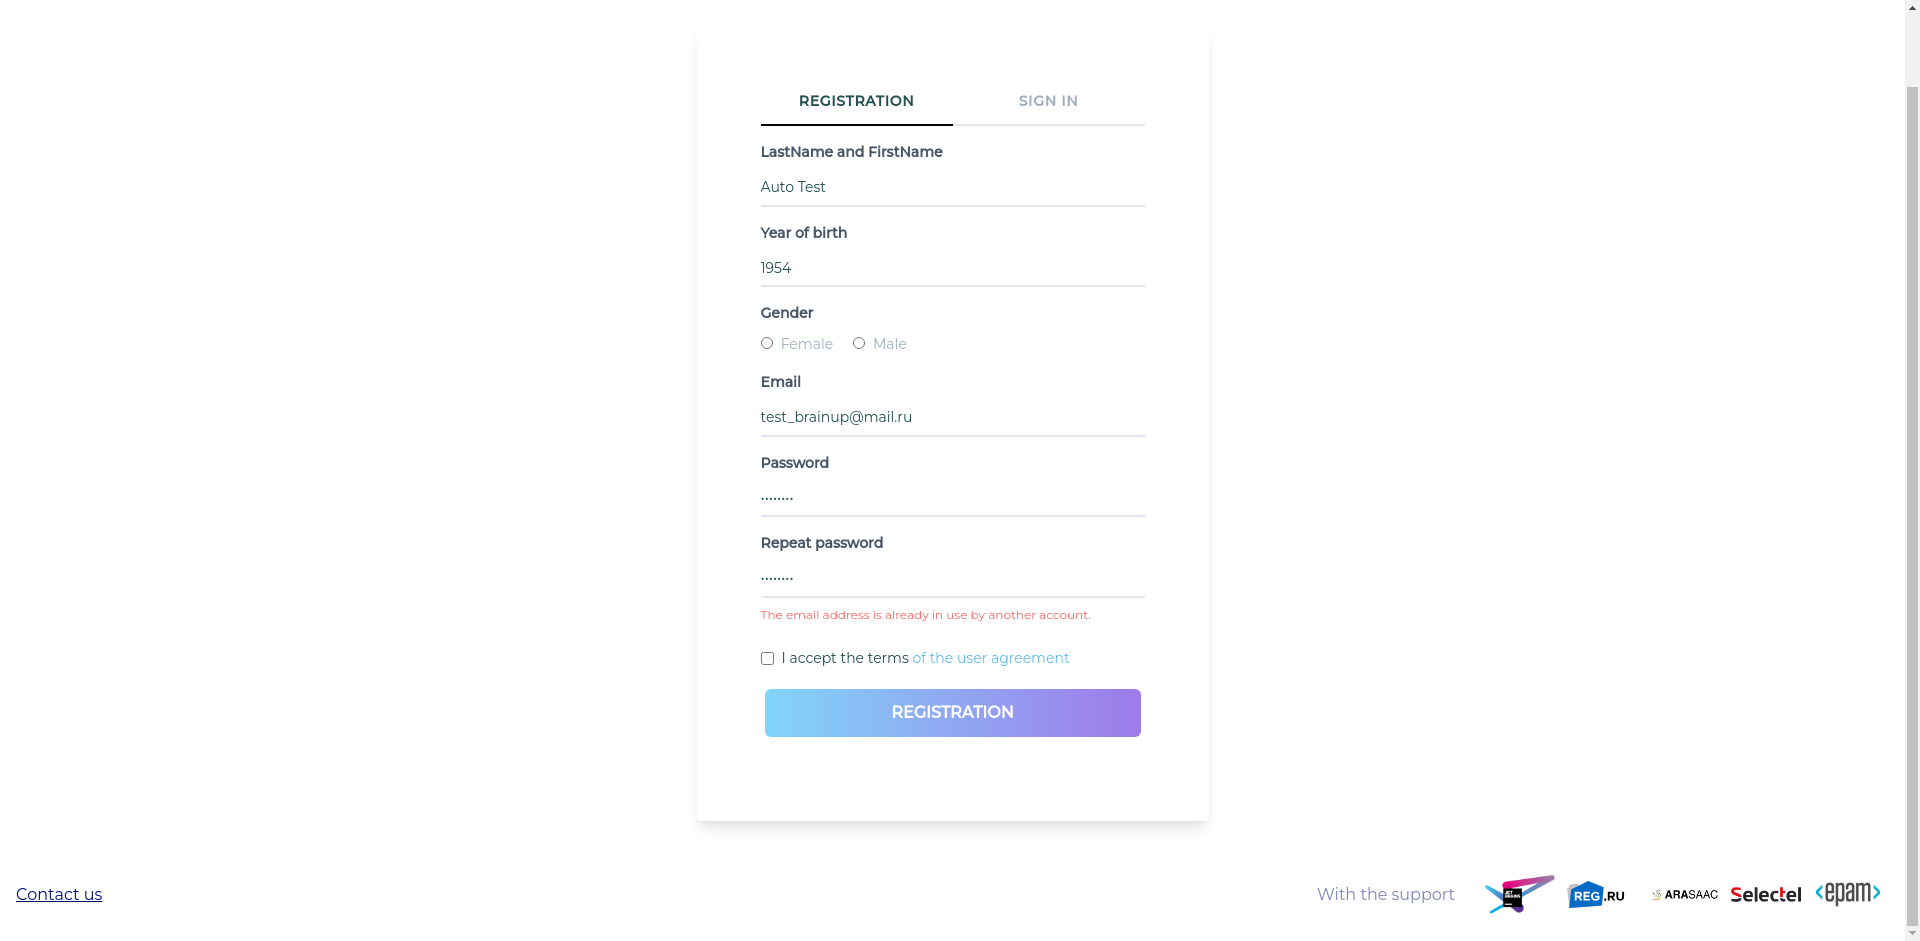 REGISTRATION SIGN IN
LastName and FirstName
Auto Test
Year of birth
1954
Gender
Female Male
Email
test_brainup@mail.ru
Password
........
Repeat password
........
The email address is already in use by another account.
I accept the terms of the user agreement
REGISTRATION
Contact us
With the support
REG.RU
ARASAAC
Selectel
<epam>